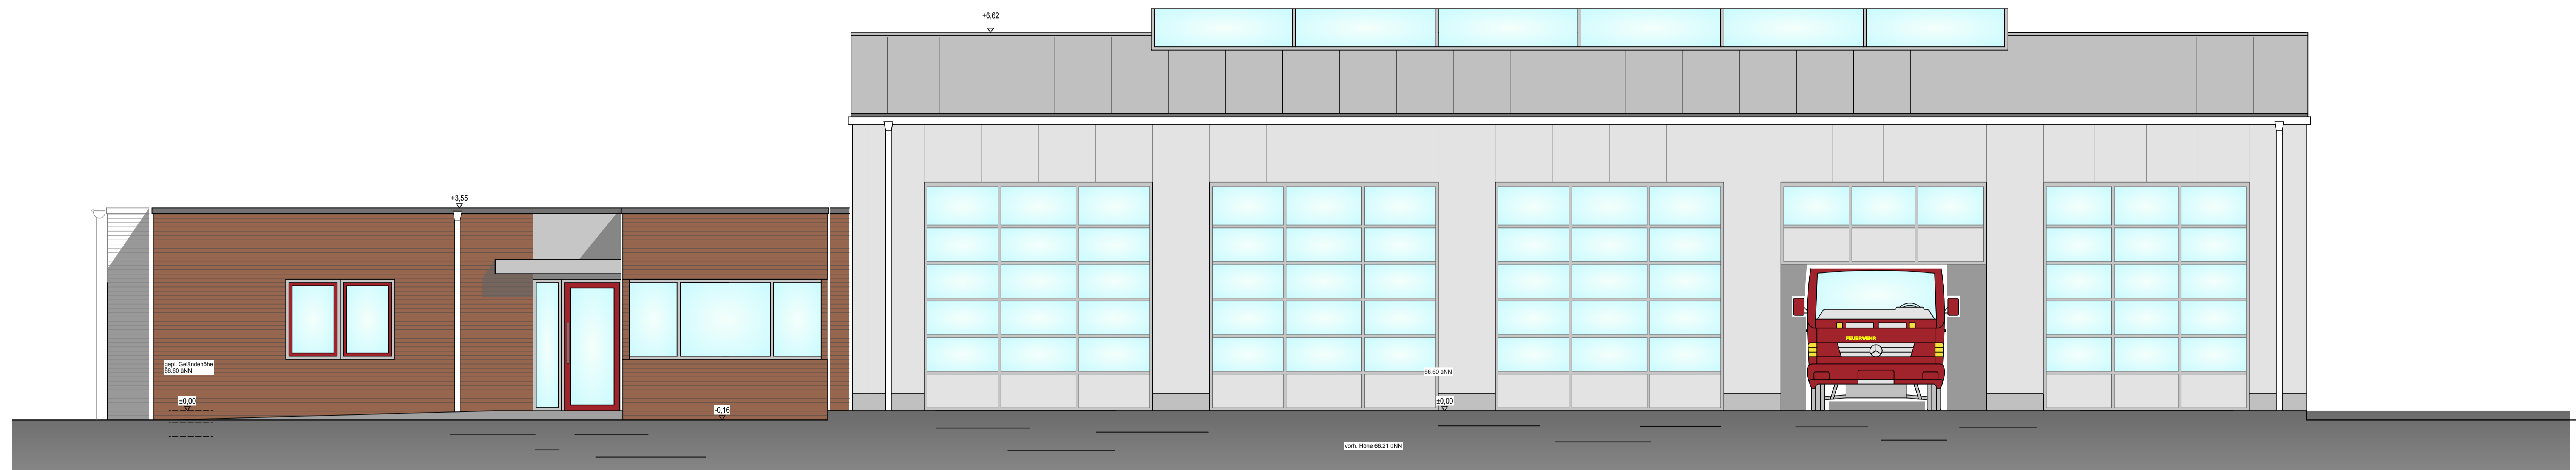 +6,62
+3,55
gepl. Geländehöhe
66.60 üNN
±0,00
-0,16
66.60 üNN
±0,00
FEUERWEHR
vorh. Höhe 66.21 üNN